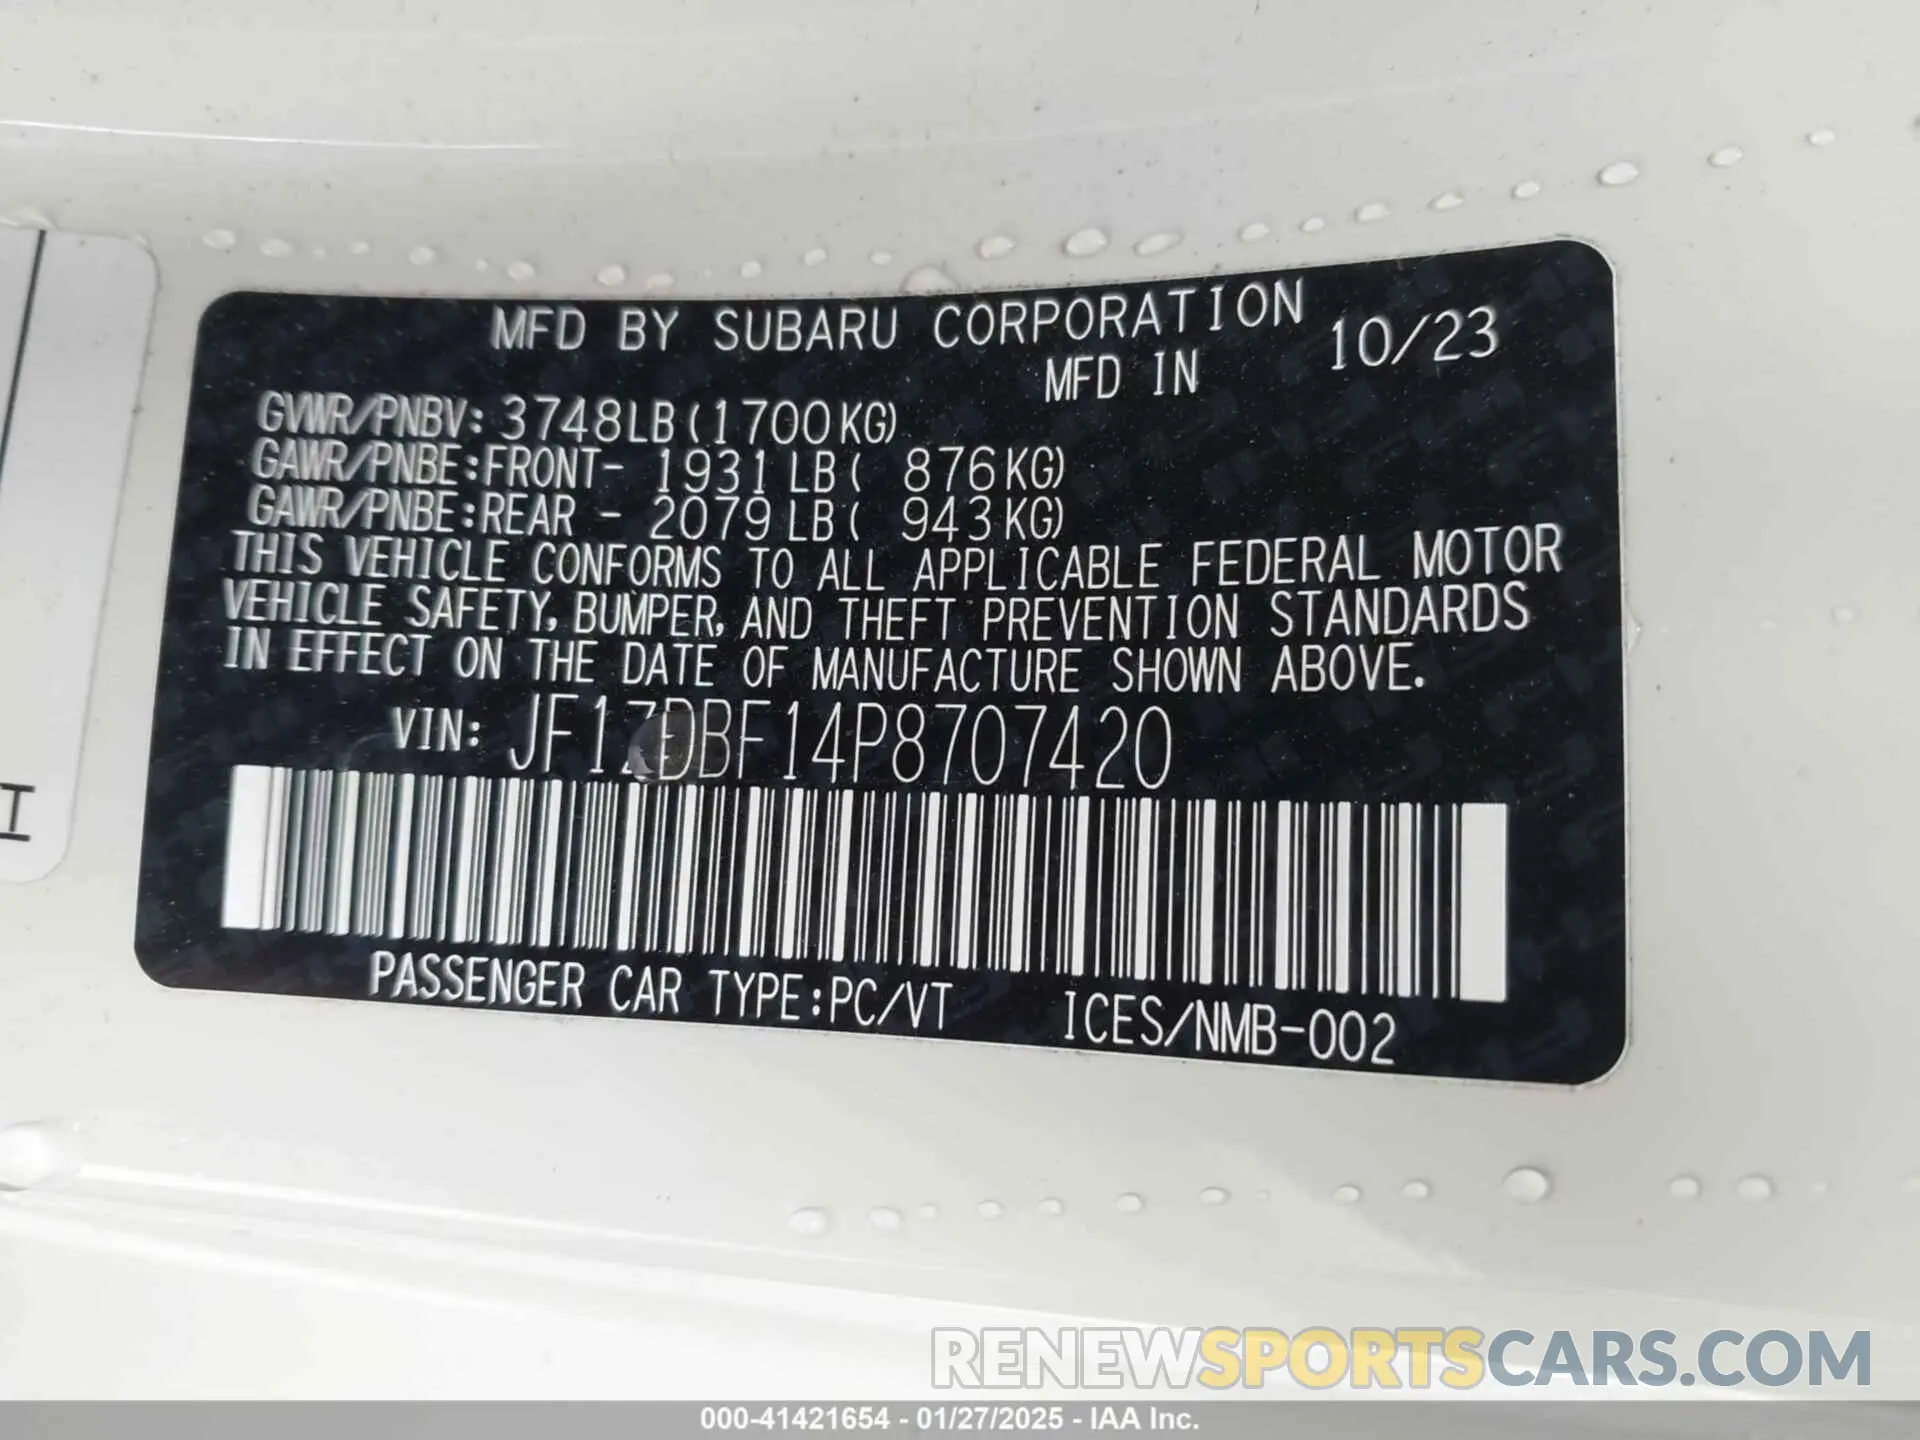 MFD BY SUBARU CORPORATION 10/23
MFD IN
GVWR/PNBV: 3748LB(1700KG)
GAWR/PNBE:FRONT- 1931LB( 876KG)
GAWR/PNBE:REAR - 2079LB( 943KG)
THIS VEHICLE CONFORMS TO ALL APPLICABLE FEDERAL MOTOR
VEHICLE SAFETY, BUMPER, AND THEFT PREVENTION STANDARDS
IN EFFECT ON THE DATE OF MANUFACTURE SHOWN ABOVE.
VIN: JF1ZDBF14P8707420
PASSENGER CAR TYPE:PC/VT ICES/NMB-002
I
RENEWSPORTSCARS.COM
000-41421654 - 01/27/2025 - IAA Inc.